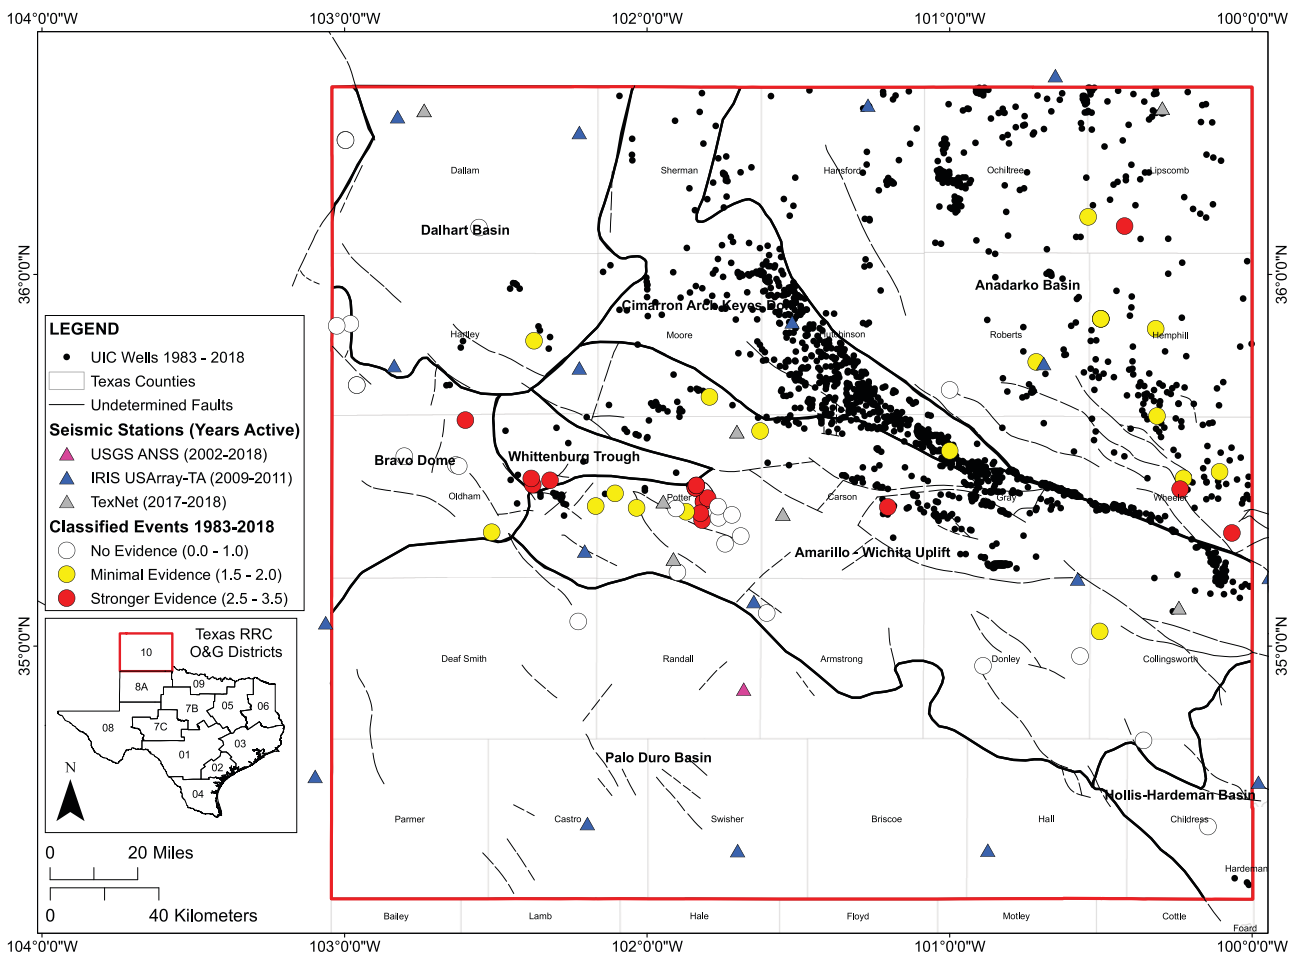 104°0'0"W 103°0'0"W 102°0'0"W 101°0'0"W 100°0'0"W
Dallam Sherman Hansford Ochiltree Lipscomb
Dalhart Basin
36°0'0"N 36°0'0"N
Anadarko Basin
Cimarron Arch Keyes
Hartley Moore Hutchinson Roberts Hemphill
LEGEND
UIC Wells 1983 - 2018
Texas Counties
Undetermined Faults
Seismic Stations (Years Active)
USGS ANSS (2002-2018)
IRIS USArray-TA (2009-2011)
TexNet (2017-2018)
Classified Events 1983-2018
No Evidence (0.0 - 1.0)
Minimal Evidence (1.5 - 2.0)
Stronger Evidence (2.5 - 3.5)
Bravo Dome Whittenburg Trough
Oldham Potter Carson Gray Wheeler
Amarillo - Wichita Uplift
35°0'0"N 35°0'0"N
Deaf Smith Randall Armstrong Donley Collingsworth
Texas RRC
O&G Districts
10
8A
09
7B
05
06
08
7C
01
03
02
04
N
Palo Duro Basin
Hollis-Hardeman Basin
Parmer Castro Swisher Briscoe Hall Childress
0 20 Miles
0 40 Kilometers
Hardeman
Bailey Lamb Hale Floyd Motley Cottle
Foard
104°0'0"W 103°0'0"W 102°0'0"W 101°0'0"W 100°0'0"W